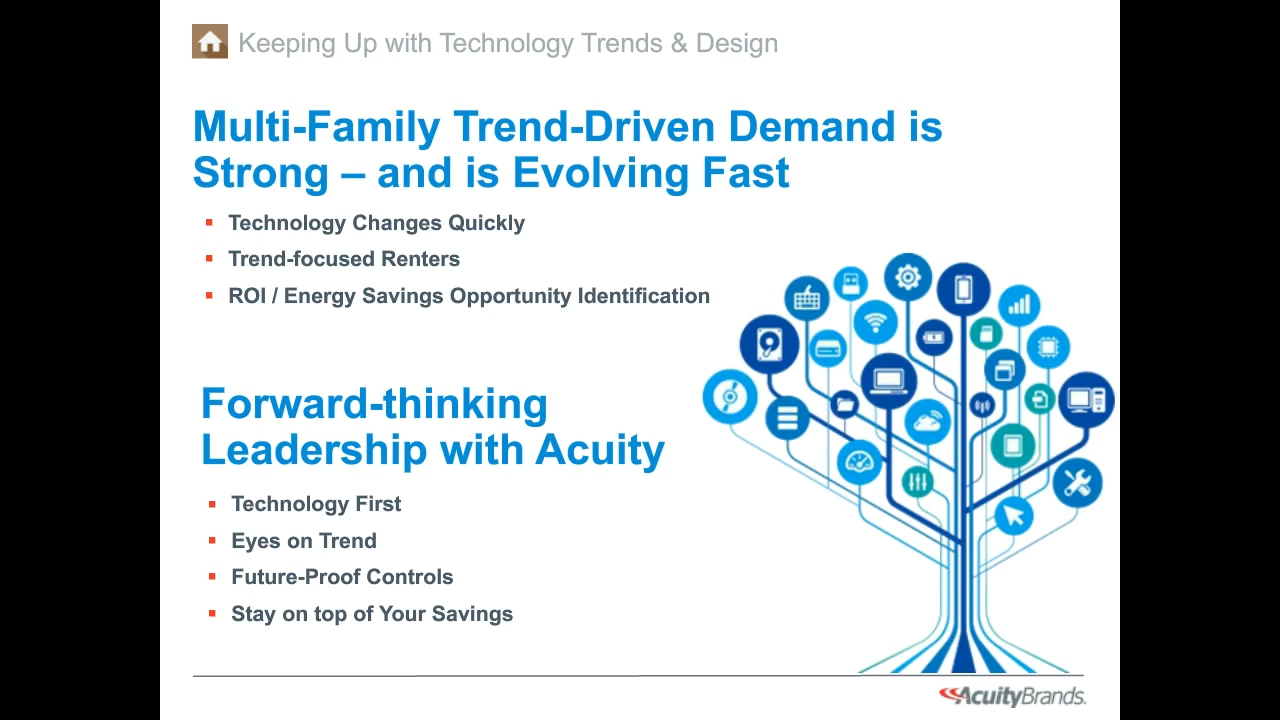 Keeping Up with Technology Trends & Design
Multi-Family Trend-Driven Demand is
Strong – and is Evolving Fast
▪ Technology Changes Quickly
▪ Trend-focused Renters
▪ ROI / Energy Savings Opportunity Identification
Forward-thinking
Leadership with Acuity
▪ Technology First
▪ Eyes on Trend
▪ Future-Proof Controls
▪ Stay on top of Your Savings
AcuityBrands.